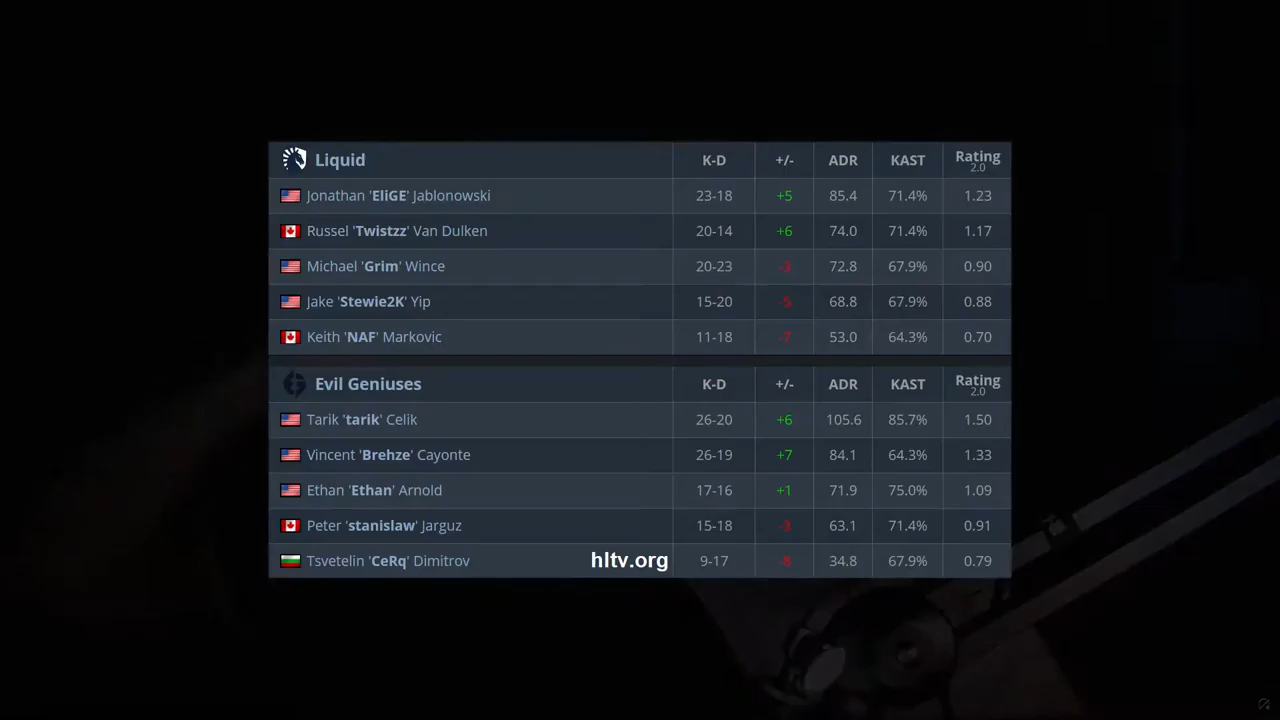 Liquid K-D +/- ADR KAST Rating 2.0
Jonathan 'EliGE' Jablonowski 23-18 +5 85.4 71.4% 1.23
Russel 'Twistzz' Van Dulken 20-14 +6 74.0 71.4% 1.17
Michael 'Grim' Wince 20-23 -3 72.8 67.9% 0.90
Jake 'Stewie2K' Yip 15-20 -5 68.8 67.9% 0.88
Keith 'NAF' Markovic 11-18 -7 53.0 64.3% 0.70
Evil Geniuses K-D +/- ADR KAST Rating 2.0
Tarik 'tarik' Celik 26-20 +6 105.6 85.7% 1.50
Vincent 'Brehze' Cayonte 26-19 +7 84.1 64.3% 1.33
Ethan 'Ethan' Arnold 17-16 +1 71.9 75.0% 1.09
Peter 'stanislaw' Jarguz 15-18 -3 63.1 71.4% 0.91
Tsvetelin 'CeRq' Dimitrov hltv.org 9-17 -8 34.8 67.9% 0.79